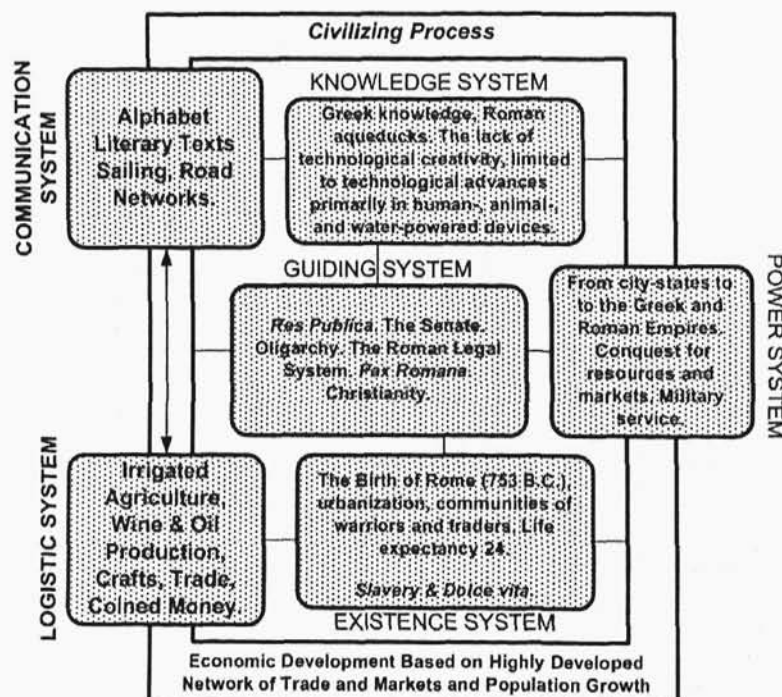 Civilizing Process
COMMUNICATION
SYSTEM
Alphabet
Literary Texts
Sailing, Road
Networks.
KNOWLEDGE SYSTEM
Greek knowledge. Roman
aqueducks. The lack of
technological creativity, limited
to technological advances
primarily in human-, animal-,
and water-powered devices.
GUIDING SYSTEM
Res Publica. The Senate.
Oligarchy. The Roman Legal
System. Pax Romana.
Christianity.
POWER SYSTEM
From city-states to
to the Greek and
Roman Empires.
Conquest for
resources and
markets. Military
service.
LOGISTIC SYSTEM
Irrigated
Agriculture,
Wine & Oil
Production,
Crafts, Trade,
Coined Money.
The Birth of Rome (753 B.C.),
urbanization, communities of
warriors and traders. Life
expectancy 24.
Slavery & Dolce vita.
EXISTENCE SYSTEM
Economic Development Based on Highly Developed
Network of Trade and Markets and Population Growth